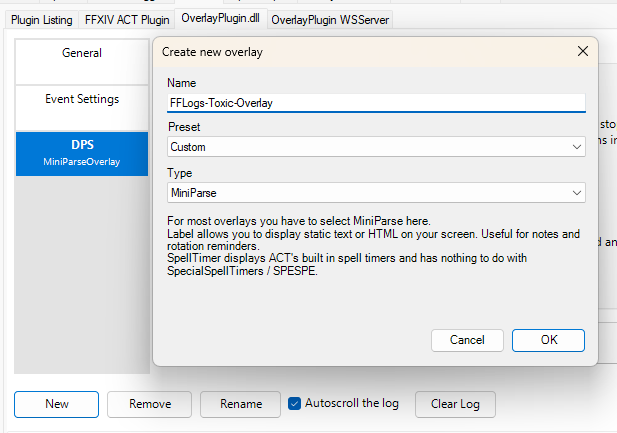 Plugin Listing
FFXIV ACT Plugin
OverlayPlugin.dll
OverlayPlugin WSServer
General
Event Settings
DPS
MiniParseOverlay
Create new overlay
Name
FFLogs-Toxic-Overlay
Preset
Custom
Type
MiniParse
For most overlays you have to select MiniParse here.
Label allows you to display static text or HTML on your screen. Useful for notes and
rotation reminders.
SpellTimer displays ACT's built in spell timers and has nothing to do with
SpecialSpellTimers / SPESPE.
Cancel
OK
New
Remove
Rename
Autoscroll the log
Clear Log